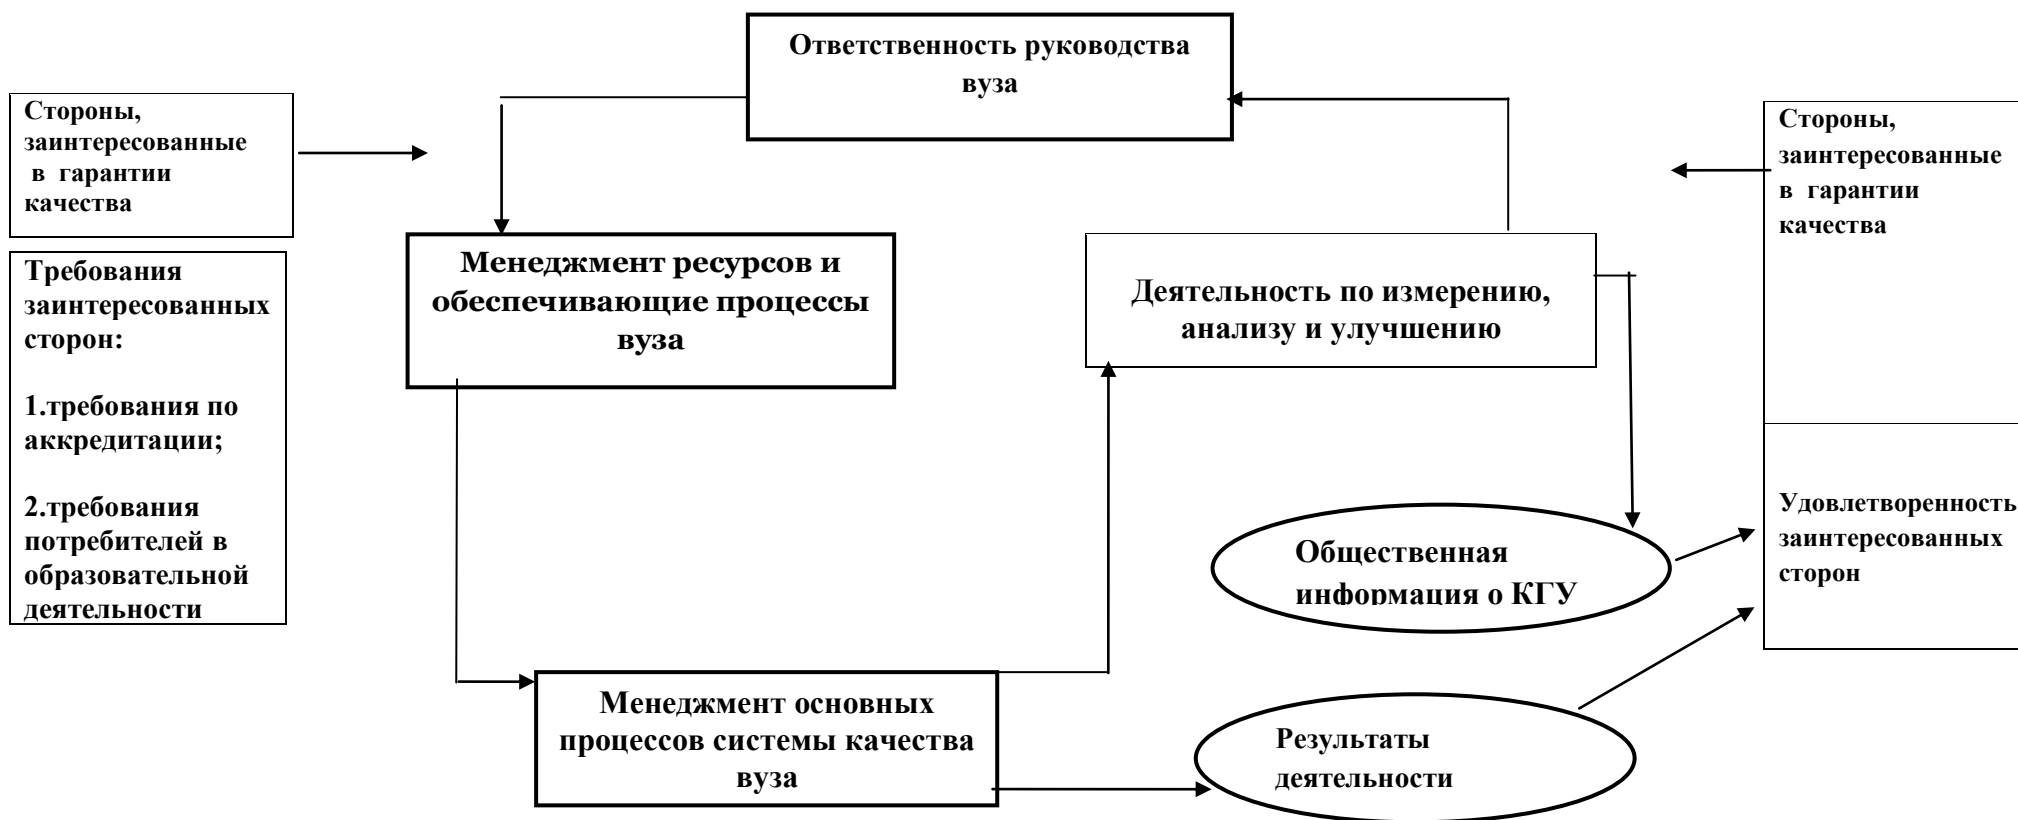 Ответственность руководства
вуза
Стороны,
заинтересованные
в гарантии
качества
Требования
заинтересованных
сторон:
1.требования по
аккредитации;
2.требования
потребителей в
образовательной
деятельности
Менеджмент ресурсов и
обеспечивающие процессы
вуза
Деятельность по измерению,
анализу и улучшению
Стороны,
заинтересованные
в гарантии
качества
Удовлетворенность
заинтересованных
сторон
Общественная
информация о КГУ
Менеджмент основных
процессов системы качества
вуза
Результаты
деятельности